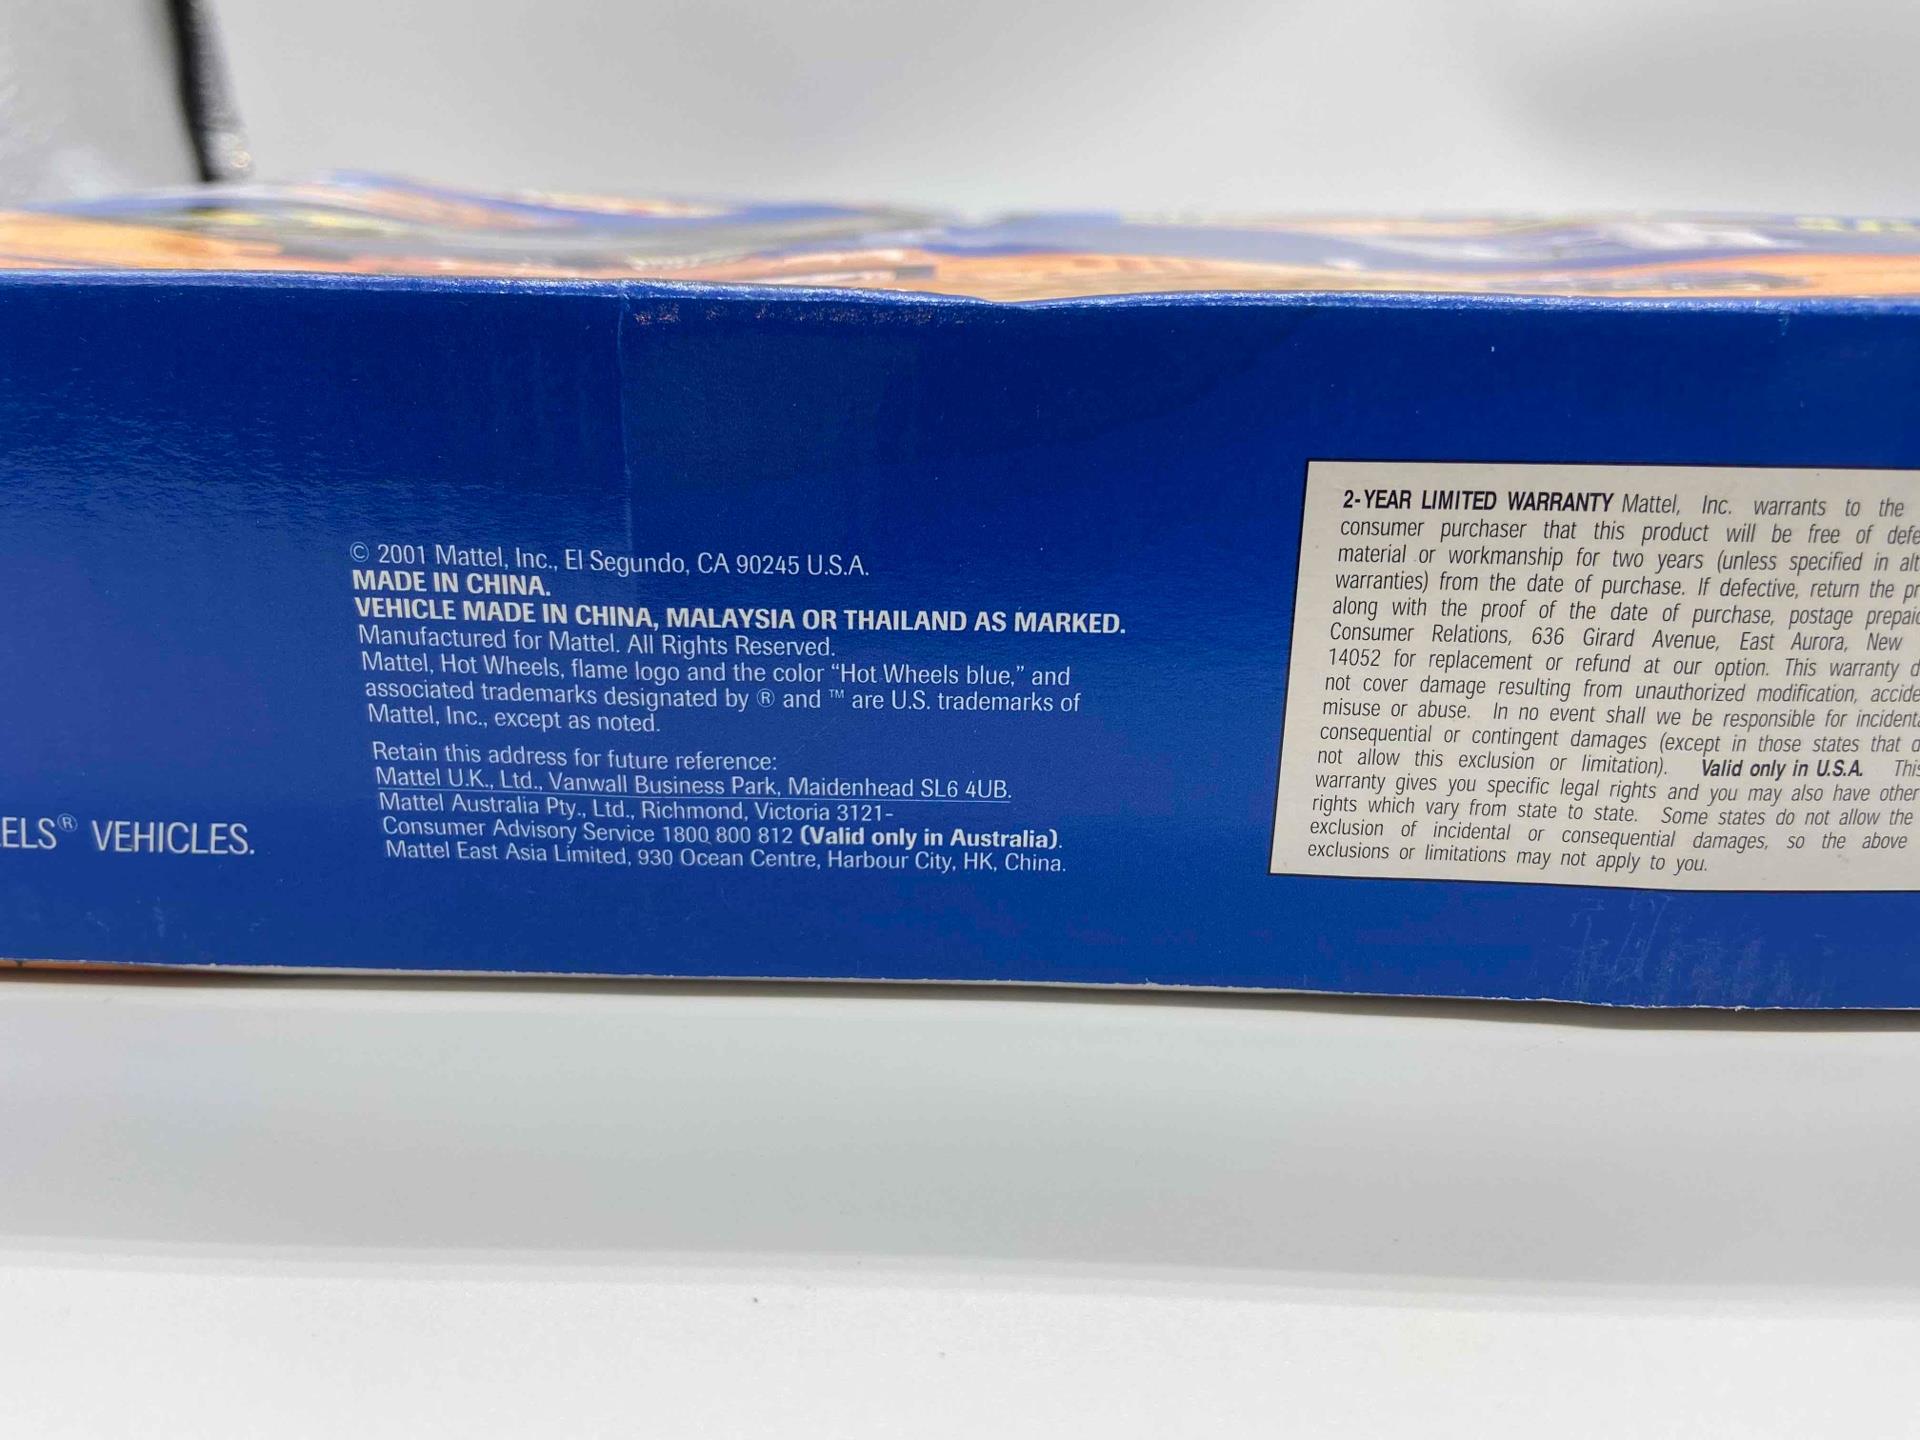 VEHICLES.
© 2001 Mattel, Inc., El Segundo, CA 90245 U.S.A.
MADE IN CHINA.
VEHICLE MADE IN CHINA, MALAYSIA OR THAILAND AS MARKED.
Manufactured for Mattel. All Rights Reserved.
Mattel, Hot Wheels, flame logo and the color “Hot Wheels blue,” and
associated trademarks designated by ® and ™ are U.S. trademarks of
Mattel, Inc., except as noted.
Retain this address for future reference:
Mattel U.K., Ltd., Vanwall Business Park, Maidenhead SL6 4UB.
Mattel Australia Pty., Ltd., Richmond, Victoria 3121-
Consumer Advisory Service 1800 800 812 (Valid only in Australia).
Mattel East Asia Limited, 930 Ocean Centre, Harbour City, HK, China.
2-YEAR LIMITED WARRANTY Mattel, Inc. warrants to the
consumer purchaser that this product will be free of
material or workmanship for two years (unless specified in
warranties) from the date of purchase. If defective, return the
along with the proof of the date of purchase, postage
Consumer Relations, 636 Girard Avenue, East Aurora, New
14052 for replacement or refund at our option. This warranty
not cover damage resulting from unauthorized modification,
misuse or abuse. In no event shall we be responsible for
consequential or contingent damages (except in those states that
not allow this exclusion or limitation). Valid only in U.S.A. This
warranty gives you specific legal rights and you may also have other
rights which vary from state to state. Some states do not allow the
exclusion of incidental or consequential damages, so the above
exclusions or limitations may not apply to you.